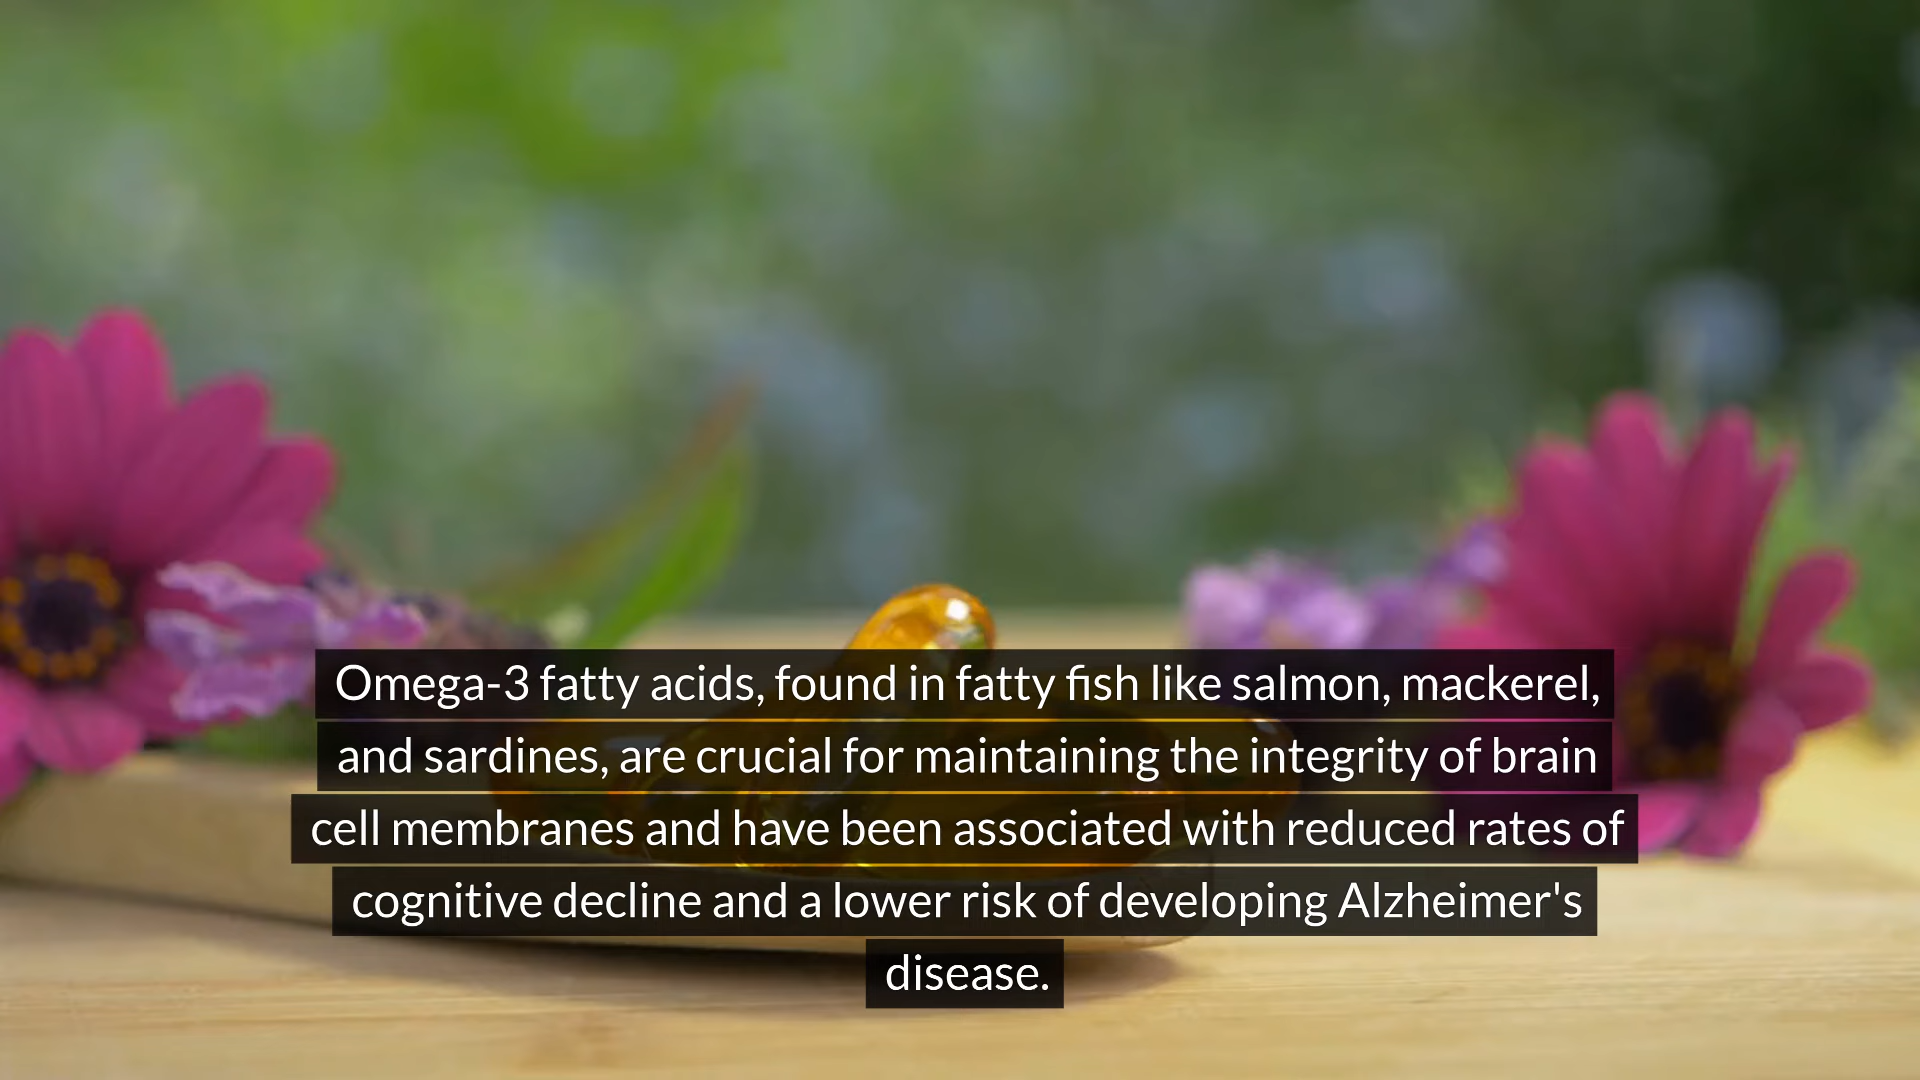 Omega-3 fatty acids, found in fatty fish like salmon, mackerel,
and sardines, are crucial for maintaining the integrity of brain
cell membranes and have been associated with reduced rates of
cognitive decline and a lower risk of developing Alzheimer's
disease.